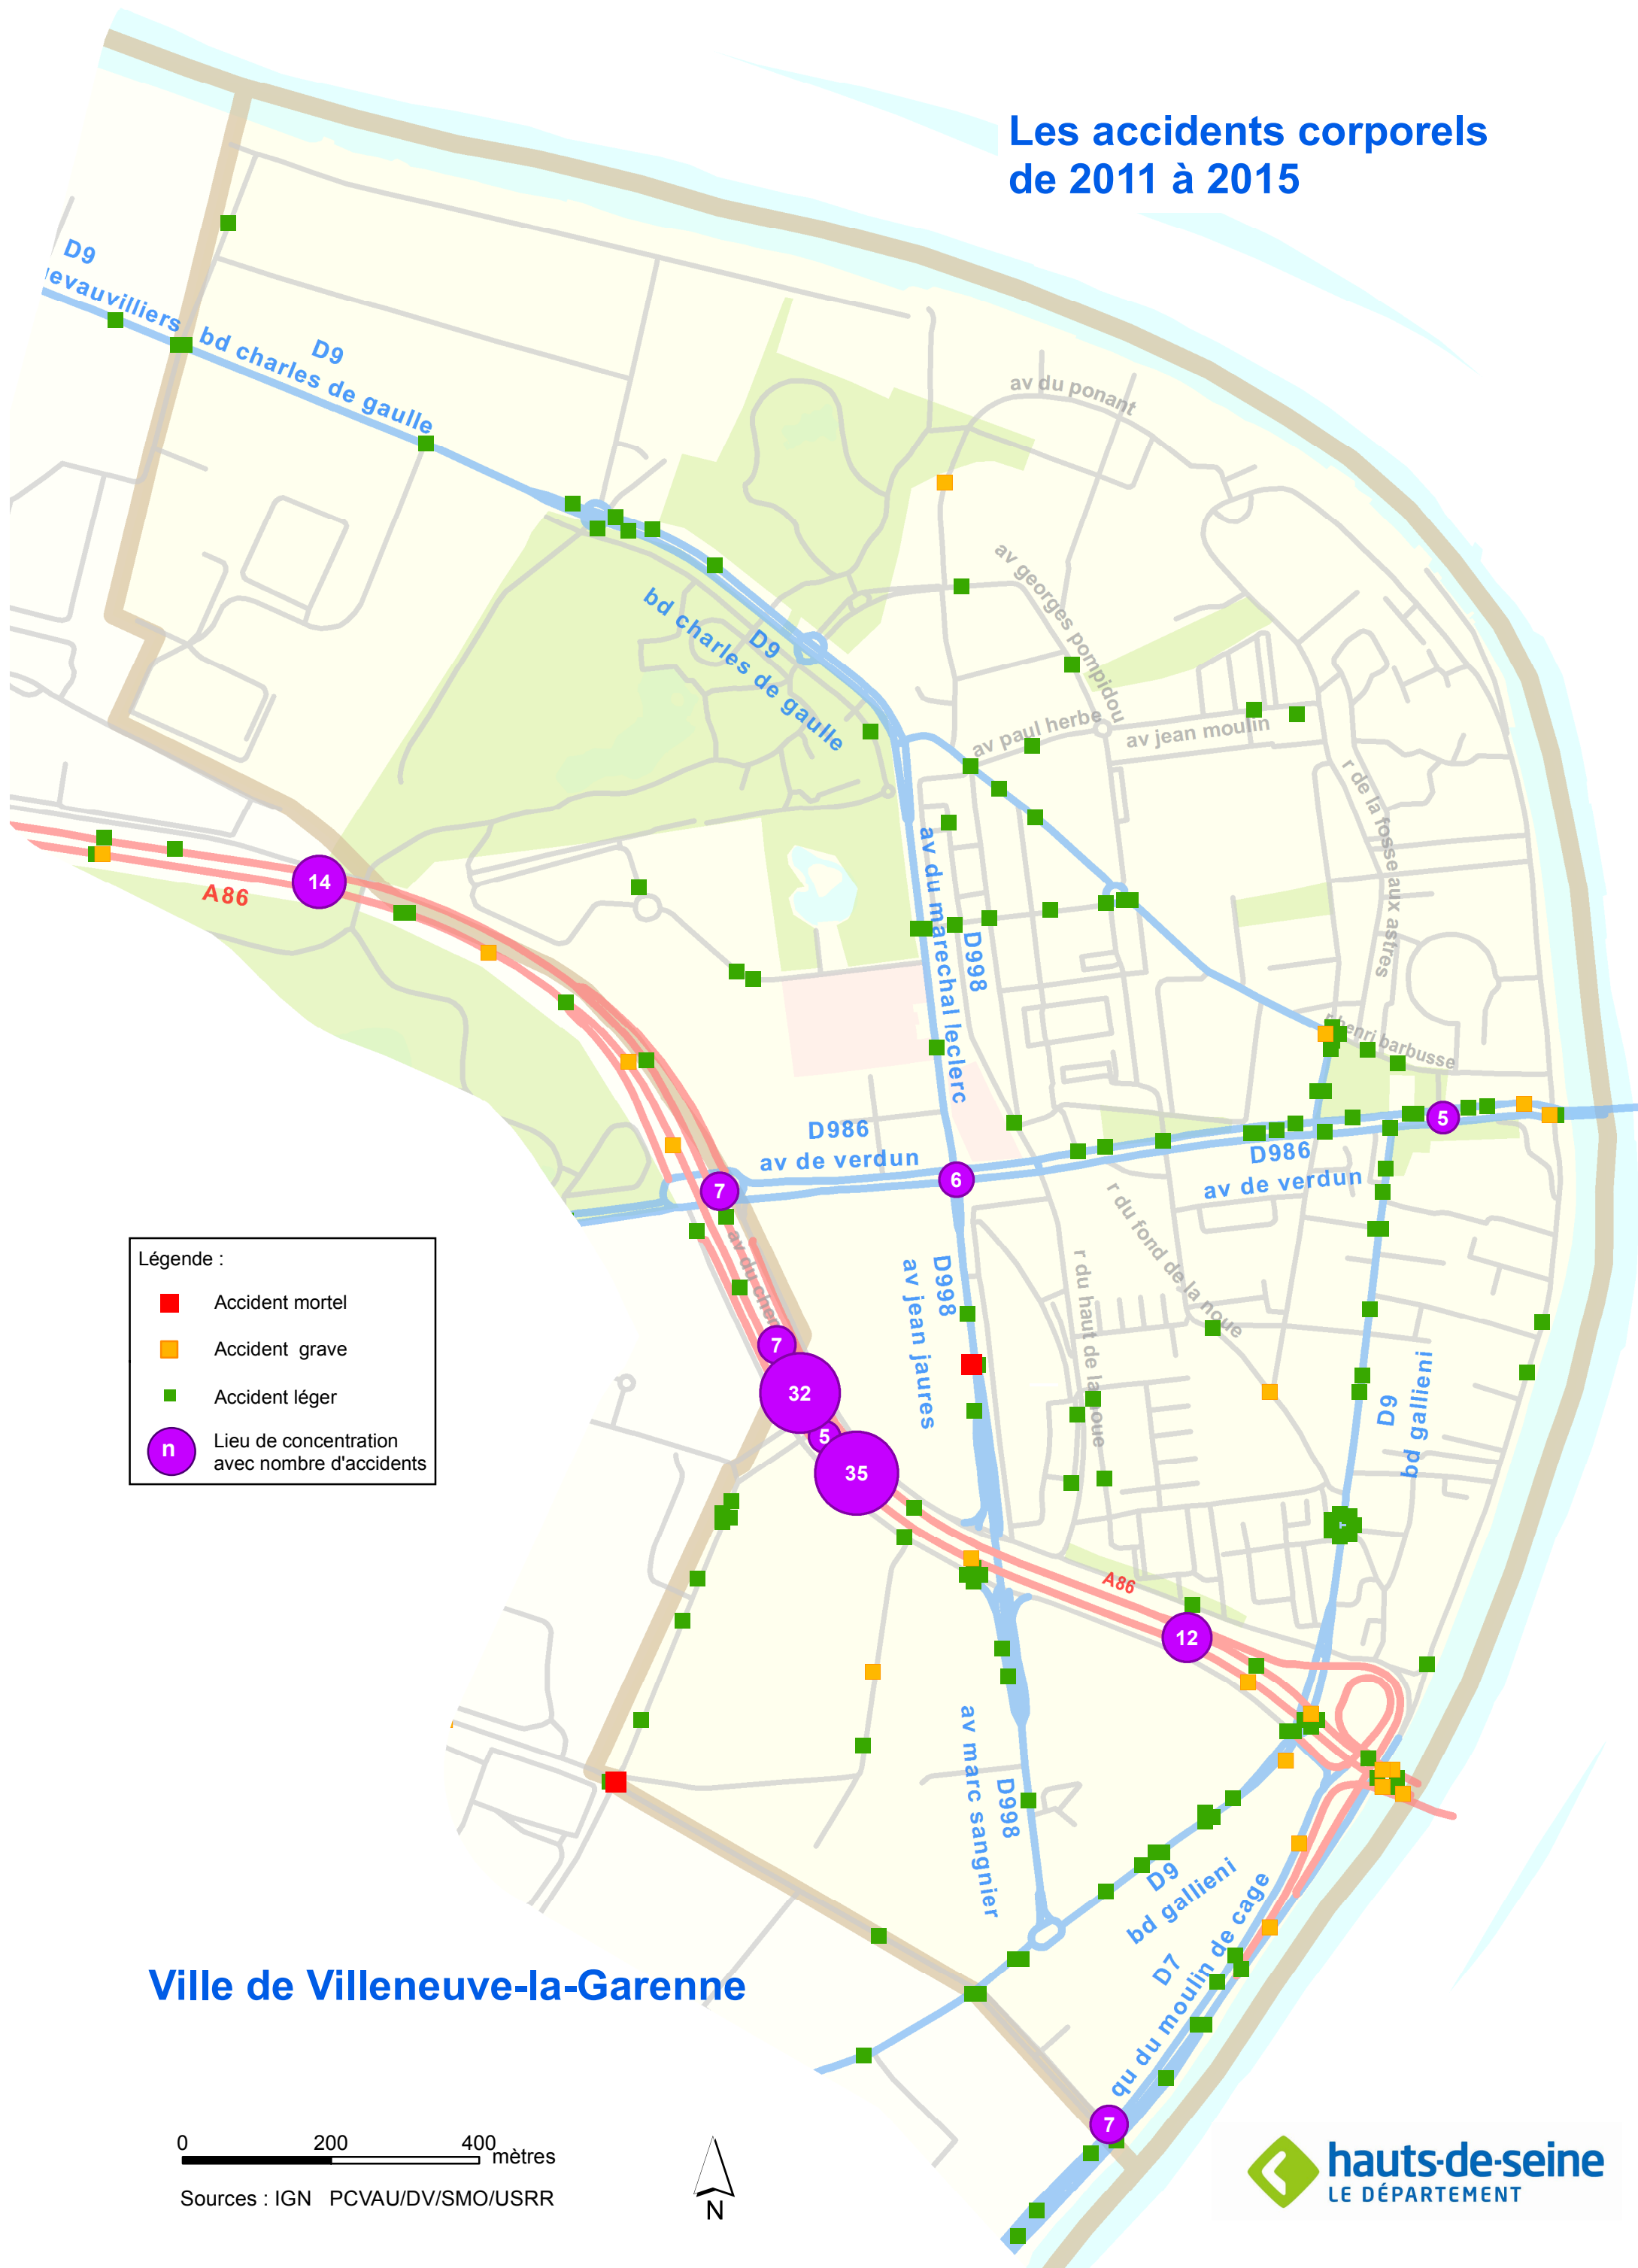 Les accidents corporels
de 2011 à 2015
D9
evauvilliers
bd charles de gaulle
D9
av du ponant
av georges pompidou
bd charles de gaulle
D9
av paul herbe
av jean moulin
r de la fosse aux astres
A86
14
av du marechal leclerc
D998
r henri barbusse
5
D986
av de verdun
D986
av de verdun
7
6
r du fond de la noue
av du chem
D998
av jean jaures
r du haut de la noue
Légende :
Accident mortel
Accident grave
Accident léger
n
Lieu de concentration
avec nombre d'accidents
7
32
5
35
D9
bd gallieni
A86
12
av marc sangnier
D998
D9
bd gallieni
D7
qu du moulin de cage
Ville de Villeneuve-la-Garenne
7
0 200 400
mètres
Sources : IGN PCVAU/DV/SMO/USRR
N
hauts-de-seine
LE DÉPARTEMENT